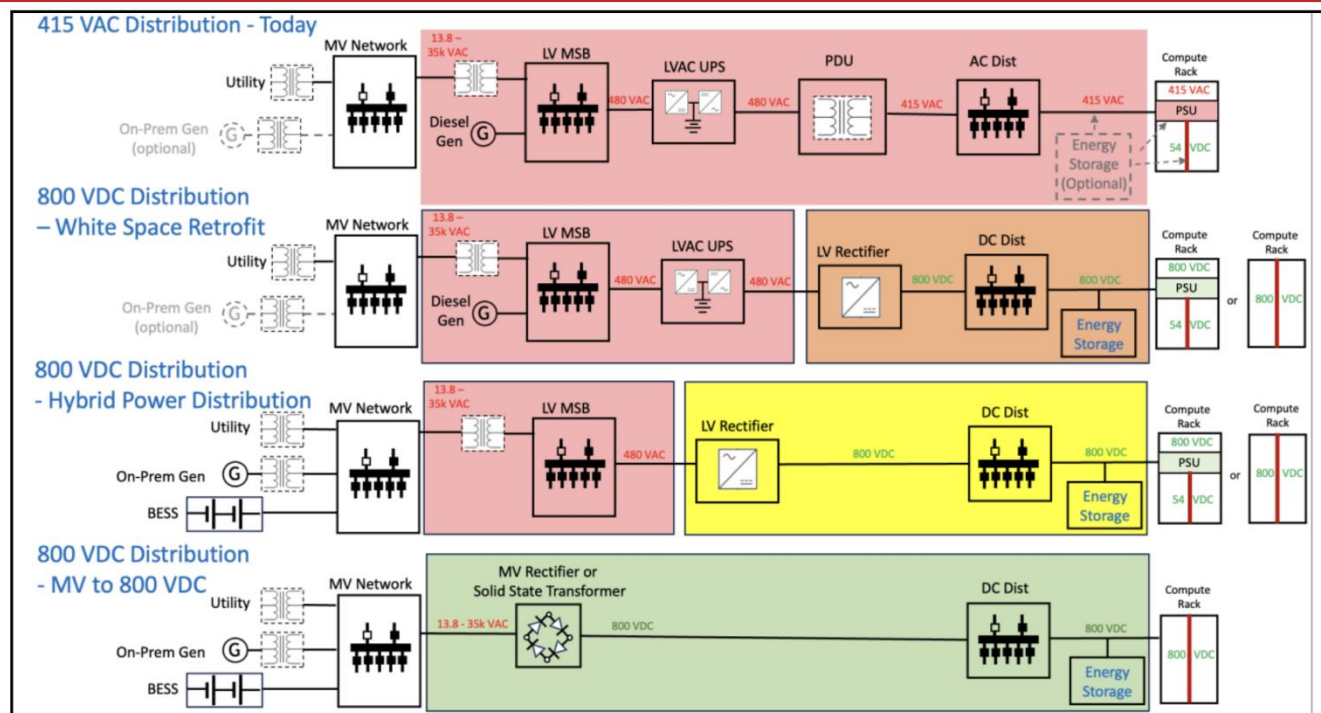 415 VAC Distribution - Today
MV Network
13.8 –
35k VAC
LV MSB
LVAC UPS
PDU
AC Dist
Compute
Rack
Utility
480 VAC
480 VAC
415 VAC
415 VAC
415 VAC
PSU
On-Prem Gen
(optional)
G
Diesel
Gen
G
Energy
Storage
(Optional)
54 VDC
800 VDC Distribution
– White Space Retrofit
MV Network
13.8 –
35k VAC
LV MSB
LVAC UPS
LV Rectifier
DC Dist
Compute
Rack
Compute
Rack
Utility
480 VAC
480 VAC
800 VDC
800 VDC
800 VDC
PSU
or
800 VDC
On-Prem Gen
(optional)
G
Diesel
Gen
G
Energy
Storage
54 VDC
800 VDC Distribution
- Hybrid Power Distribution
MV Network
13.8 –
35k VAC
LV MSB
LV Rectifier
DC Dist
Compute
Rack
Compute
Rack
Utility
480 VAC
800 VDC
800 VDC
800 VDC
PSU
or
800 VDC
On-Prem Gen
G
BESS
Energy
Storage
54 VDC
800 VDC Distribution
- MV to 800 VDC
MV Network
MV Rectifier or
Solid State Transformer
DC Dist
Compute
Rack
Utility
13.8 - 35k VAC
800 VDC
800 VDC
800 VDC
On-Prem Gen
G
BESS
Energy
Storage